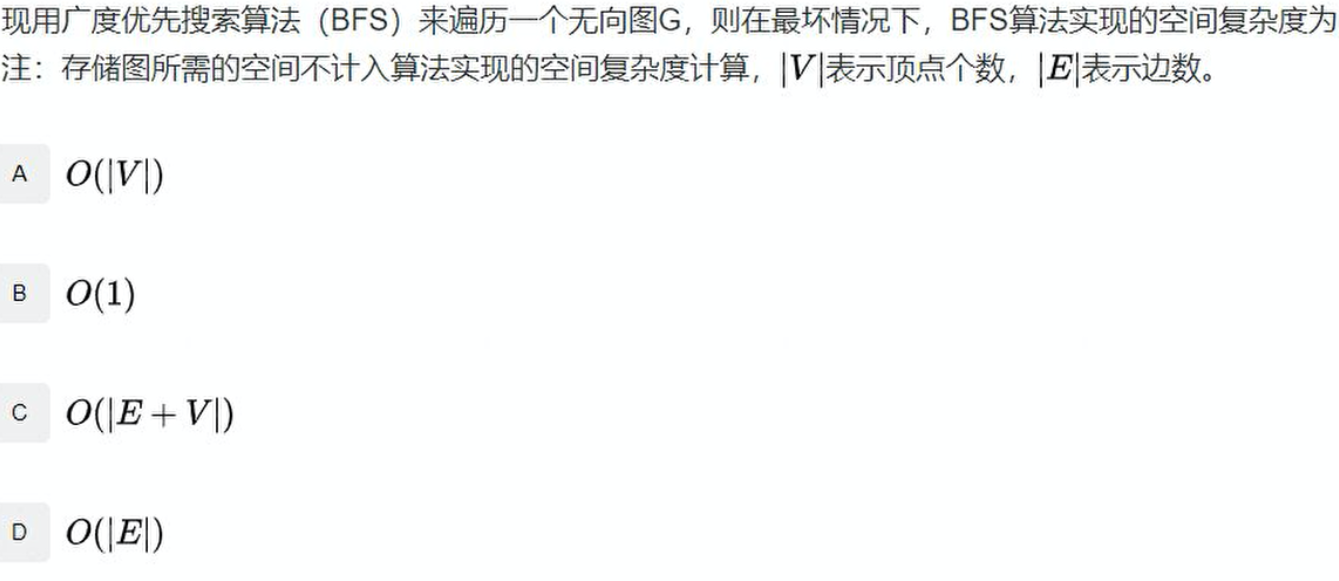 现用广度优先搜索算法（BFS）来遍历一个无向图G，则在最坏情况下，BFS算法实现的空间复杂度为
注：存储图所需的空间不计入算法实现的空间复杂度计算，|V|表示顶点个数，|E|表示边数。
A O(|V|)
B O(1)
C O(|E + V|)
D O(|E|)